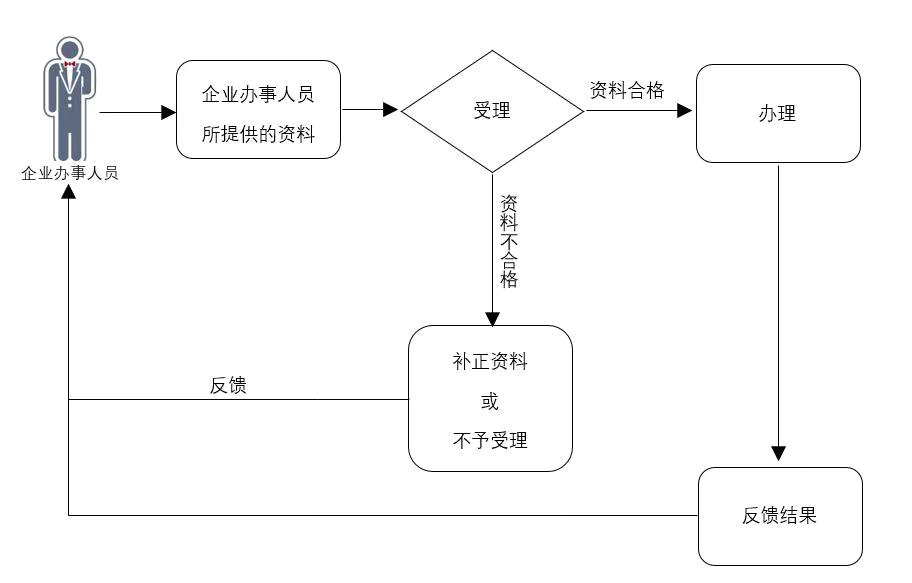 企业办事人员
企业办事人员
所提供的资料
受理
资料合格
办理
资料不合格
补正资料
或
不予受理
反馈
反馈结果